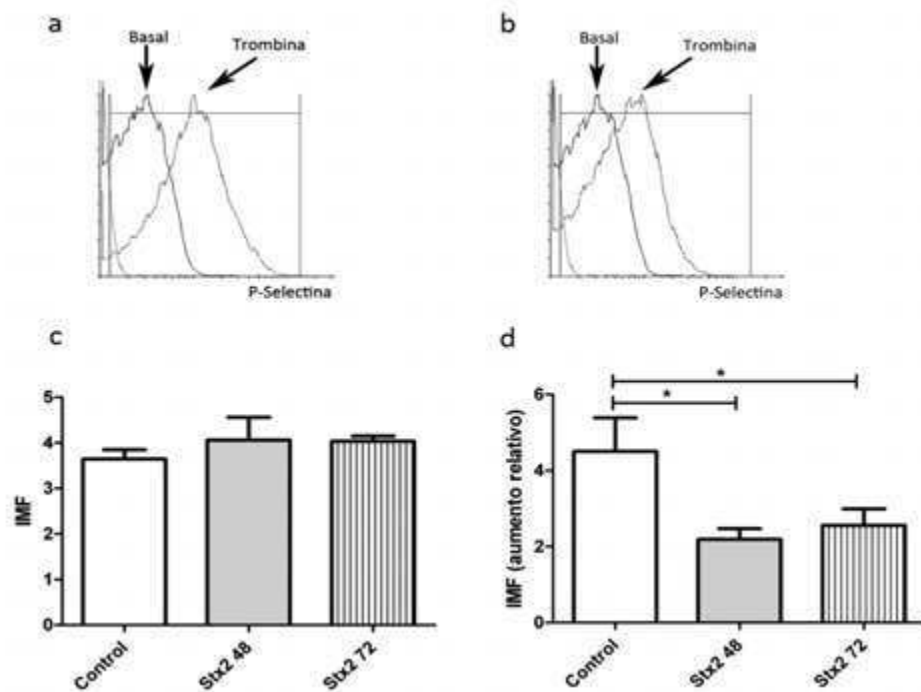 a
Basal
Trombina
P-Selectina
b
Basal
Trombina
P-Selectina
c
5
4
3
2
1
0
IMF
Control
Stx2 48
Stx2 72
d
6
4
2
0
IMF (aumento relativo)
*
*
Control
Stx2 48
Stx2 72